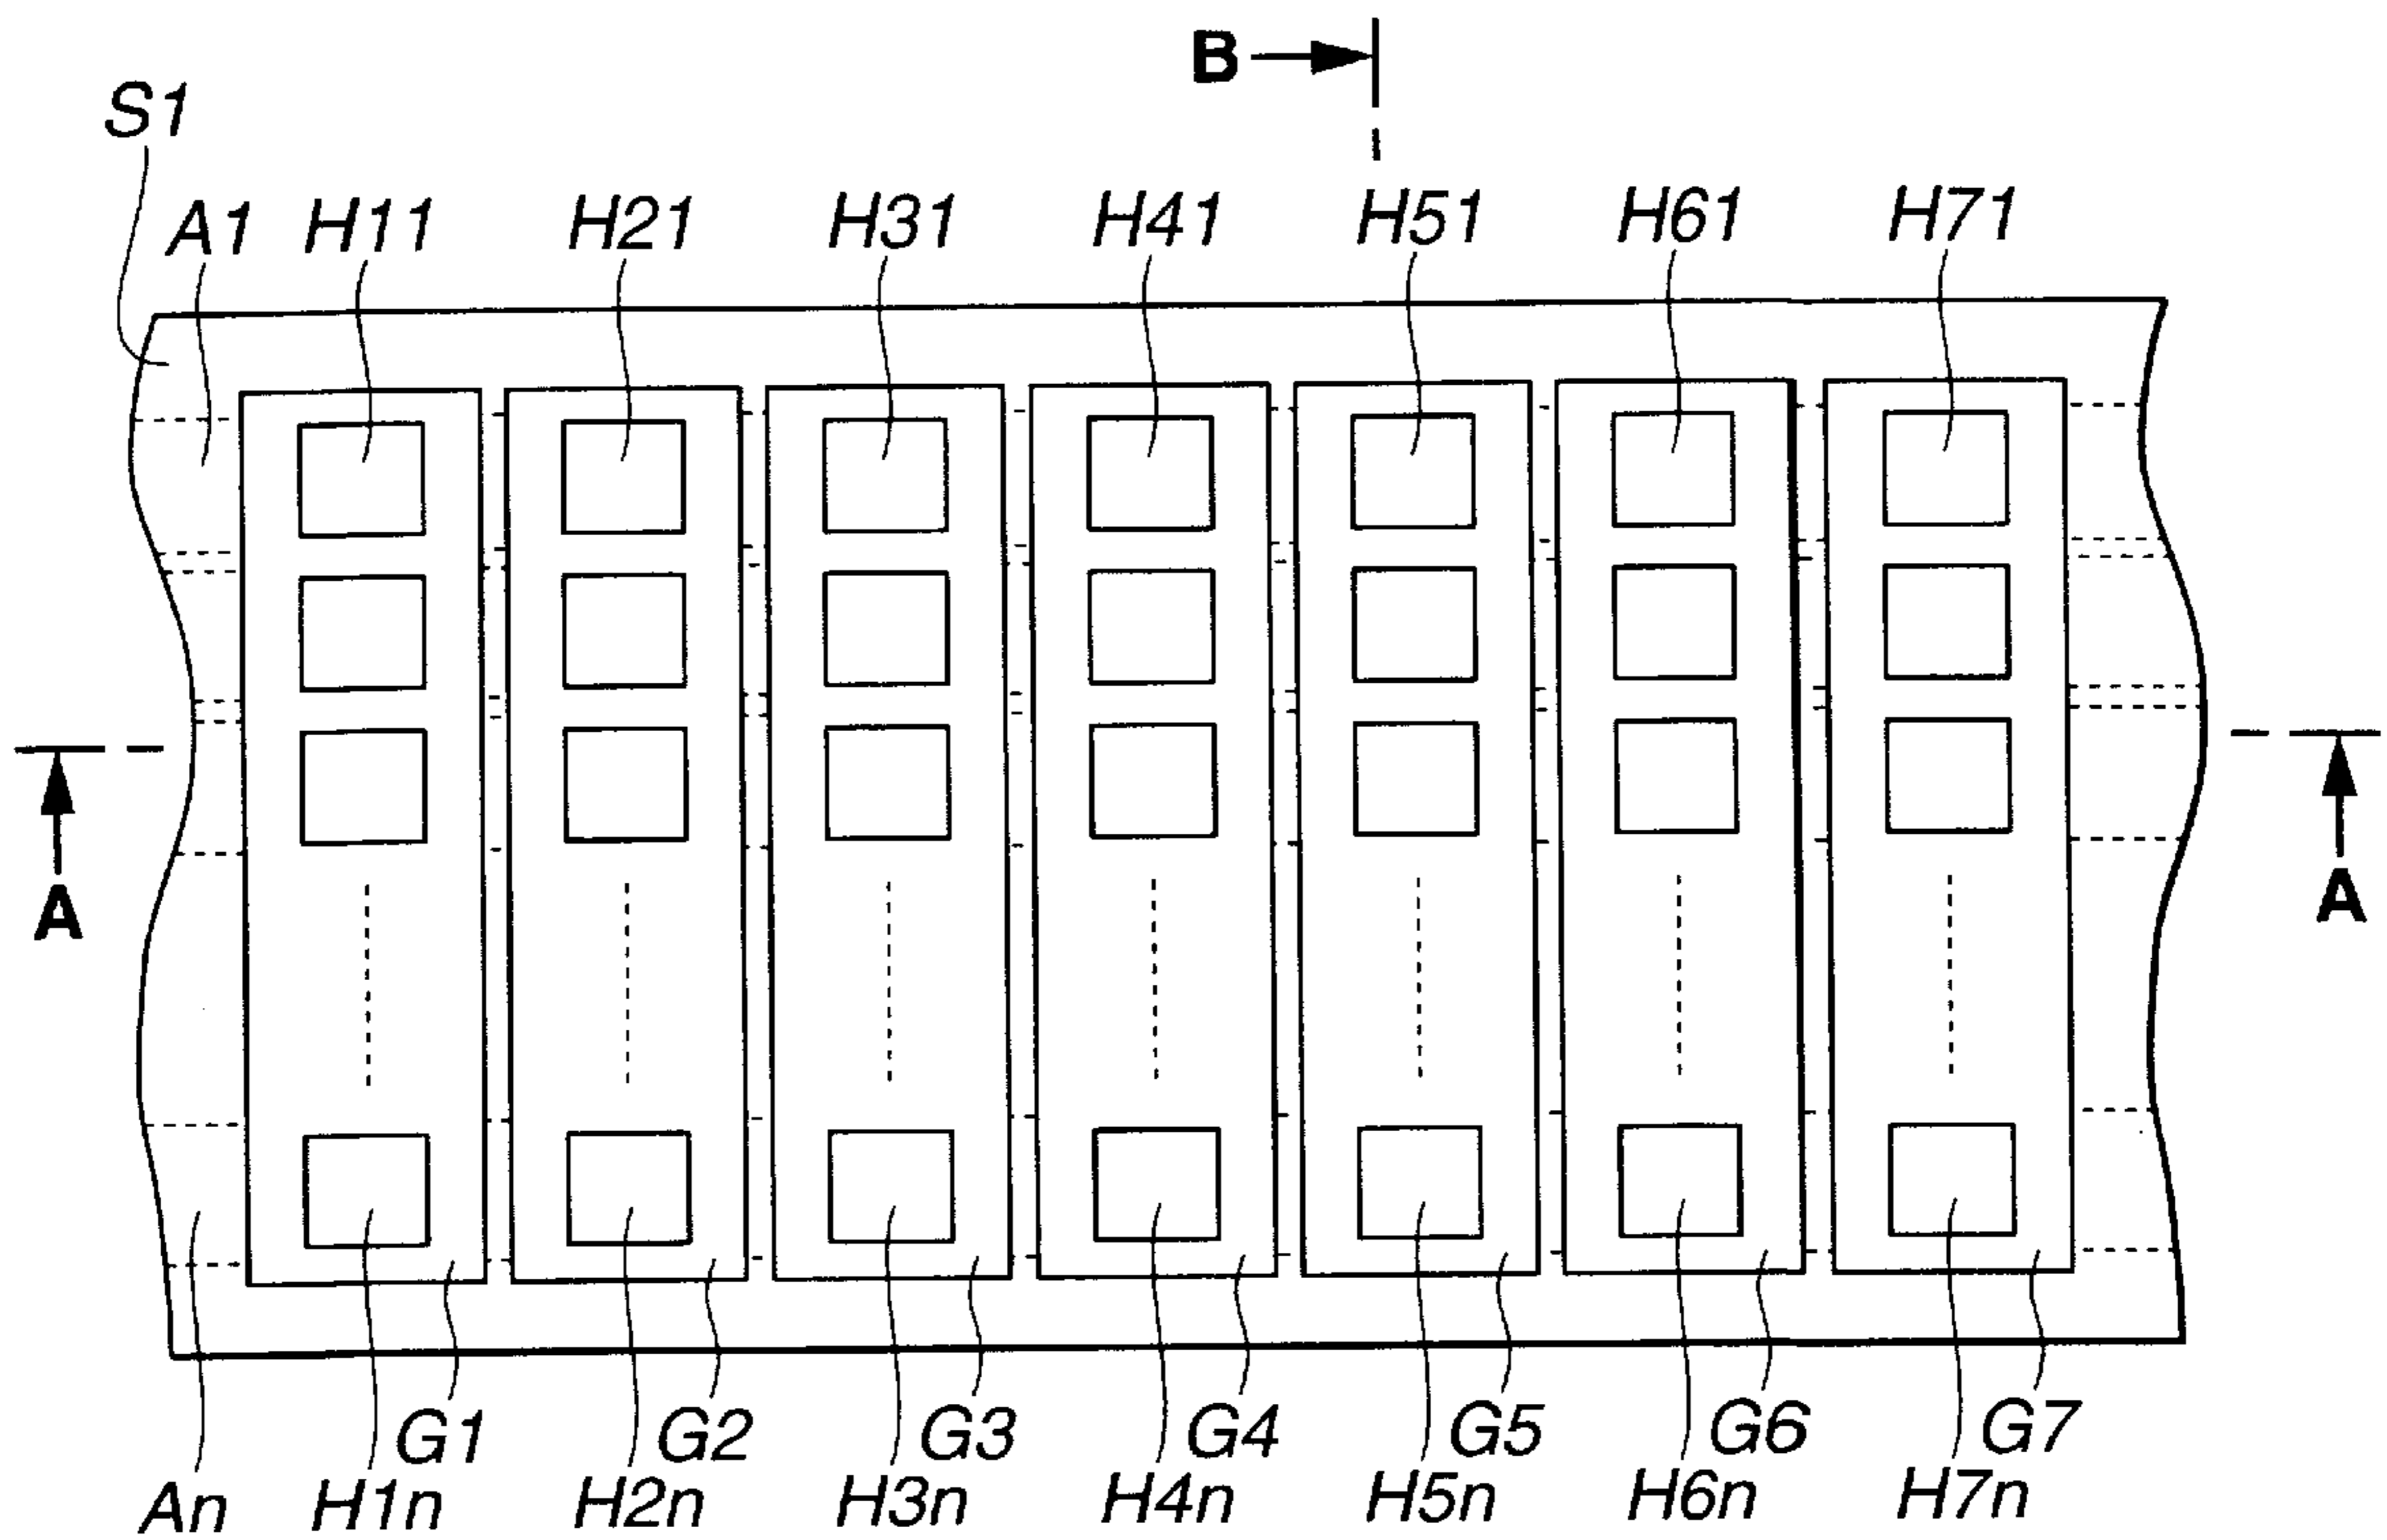 B
S1
A1 H11 H21 H31 H41 H51 H61 H71
A A
G1 G2 G3 G4 G5 G6 G7
An H1n H2n H3n H4n H5n H6n H7n